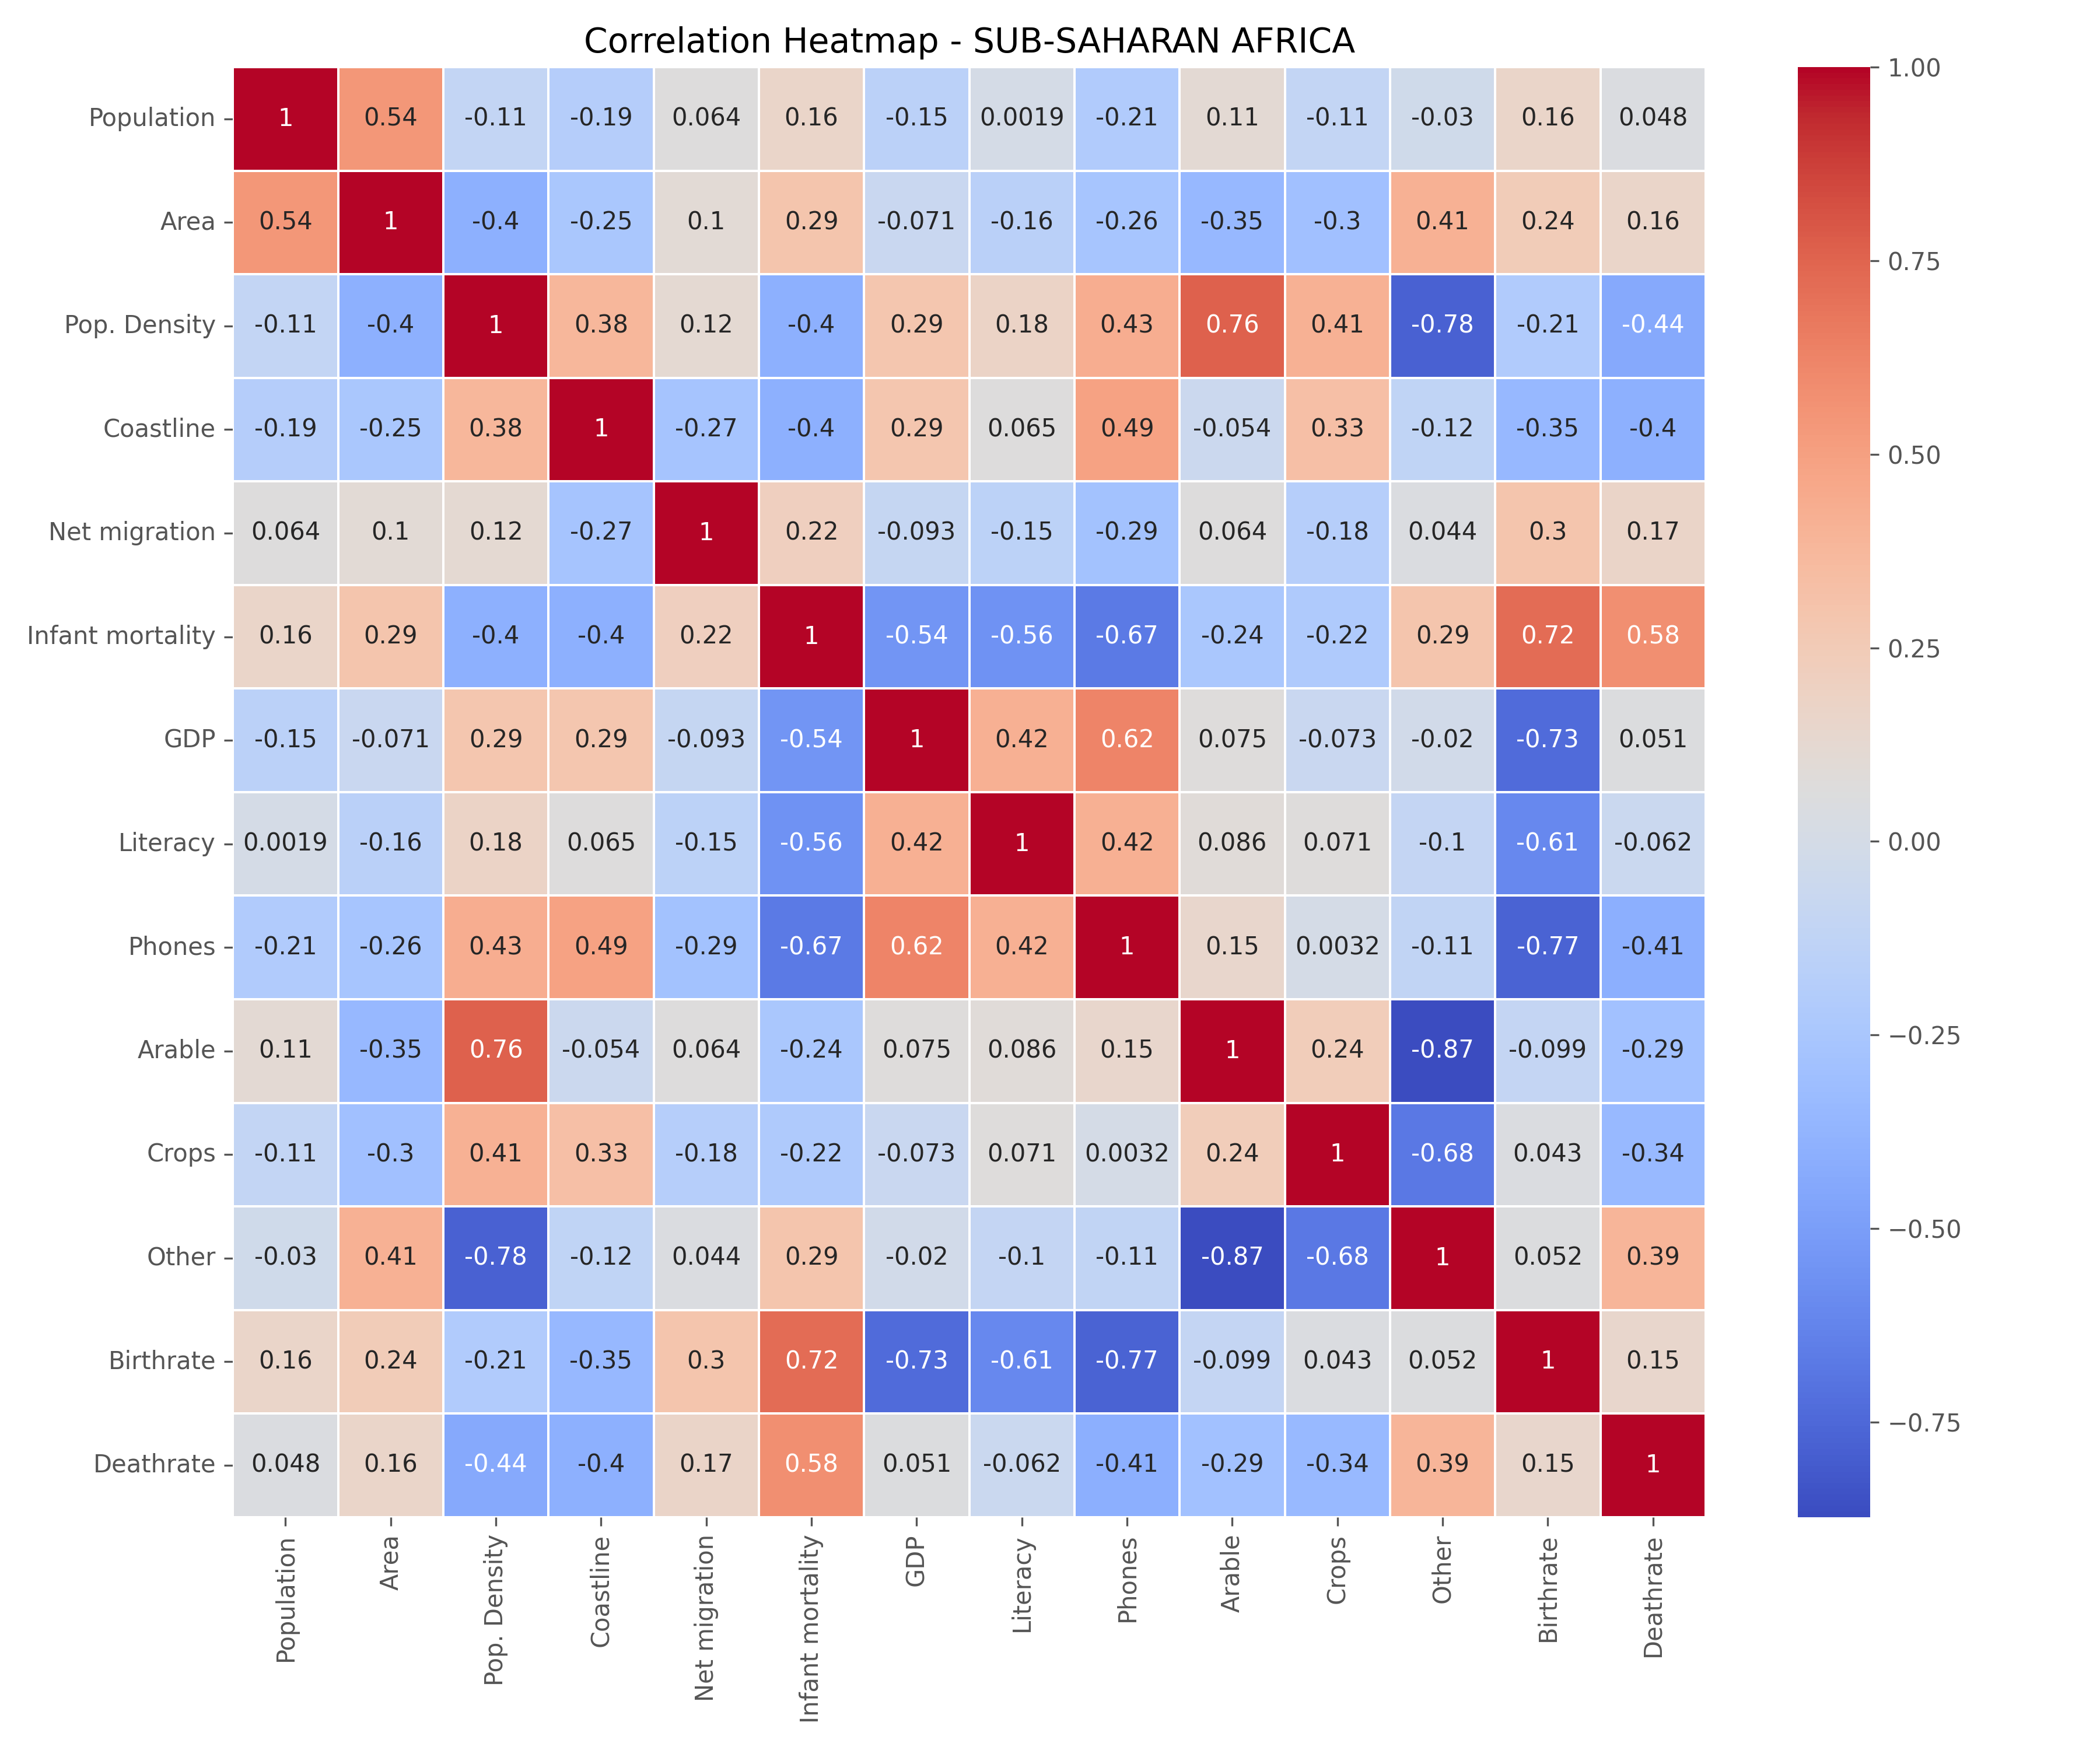 Correlation Heatmap - SUB-SAHARAN AFRICA
Population 1 0.54 -0.11 -0.19 0.064 0.16 -0.15 0.0019 -0.21 0.11 -0.11 -0.03 0.16 0.048
Area 0.54 1 -0.4 -0.25 0.1 0.29 -0.071 -0.16 -0.26 -0.35 -0.3 0.41 0.24 0.16
Pop. Density -0.11 -0.4 1 0.38 0.12 -0.4 0.29 0.18 0.43 0.76 0.41 -0.78 -0.21 -0.44
Coastline -0.19 -0.25 0.38 1 -0.27 -0.4 0.29 0.065 0.49 -0.054 0.33 -0.12 -0.35 -0.4
Net migration 0.064 0.1 0.12 -0.27 1 0.22 -0.093 -0.15 -0.29 0.064 -0.18 0.044 0.3 0.17
Infant mortality 0.16 0.29 -0.4 -0.4 0.22 1 -0.54 -0.56 -0.67 -0.24 -0.22 0.29 0.72 0.58
GDP -0.15 -0.071 0.29 0.29 -0.093 -0.54 1 0.42 0.62 0.075 -0.073 -0.02 -0.73 0.051
Literacy 0.0019 -0.16 0.18 0.065 -0.15 -0.56 0.42 1 0.42 0.086 0.071 -0.1 -0.61 -0.062
Phones -0.21 -0.26 0.43 0.49 -0.29 -0.67 0.62 0.42 1 0.15 0.0032 -0.11 -0.77 -0.41
Arable 0.11 -0.35 0.76 -0.054 0.064 -0.24 0.075 0.086 0.15 1 0.24 -0.87 -0.099 -0.29
Crops -0.11 -0.3 0.41 0.33 -0.18 -0.22 -0.073 0.071 0.0032 0.24 1 -0.68 0.043 -0.34
Other -0.03 0.41 -0.78 -0.12 0.044 0.29 -0.02 -0.1 -0.11 -0.87 -0.68 1 0.052 0.39
Birthrate 0.16 0.24 -0.21 -0.35 0.3 0.72 -0.73 -0.61 -0.77 -0.099 0.043 0.052 1 0.15
Deathrate 0.048 0.16 -0.44 -0.4 0.17 0.58 0.051 -0.062 -0.41 -0.29 -0.34 0.39 0.15 1
Population Area Pop. Density Coastline Net migration Infant mortality GDP Literacy Phones Arable Crops Other Birthrate Deathrate
1.00
0.75
0.50
0.25
0.00
−0.25
−0.50
−0.75